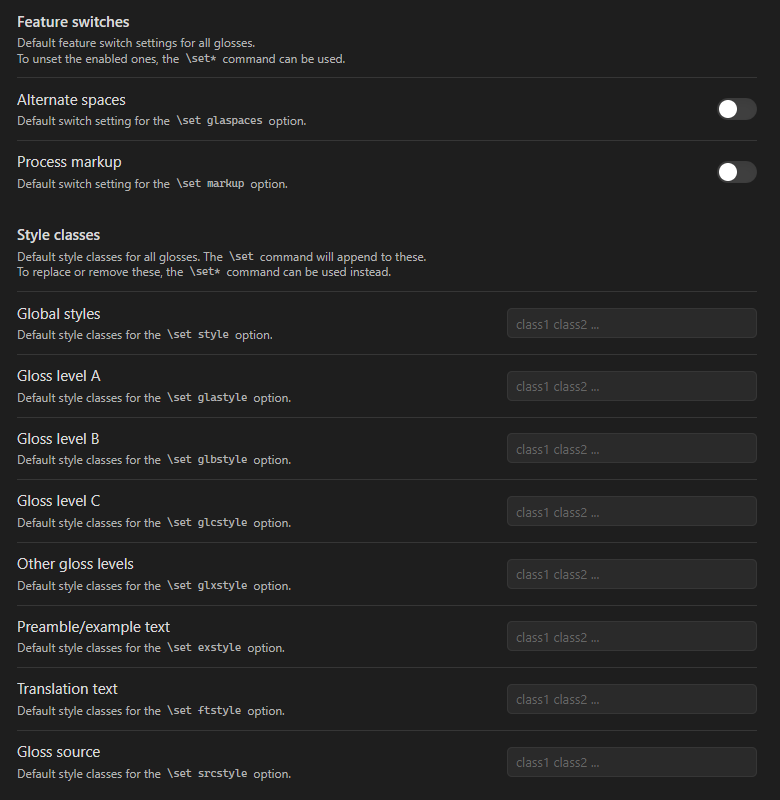 Feature switches
Default feature switch settings for all glosses.
To unset the enabled ones, the \set* command can be used.
Alternate spaces
Default switch setting for the \set glaspaces option.
Process markup
Default switch setting for the \set markup option.
Style classes
Default style classes for all glosses. The \set command will append to these.
To replace or remove these, the \set* command can be used instead.
Global styles
Default style classes for the \set style option.
class1 class2 ...
Gloss level A
Default style classes for the \set glastyle option.
class1 class2 ...
Gloss level B
Default style classes for the \set glbstyle option.
class1 class2 ...
Gloss level C
Default style classes for the \set glcstyle option.
class1 class2 ...
Other gloss levels
Default style classes for the \set glxstyle option.
class1 class2 ...
Preamble/example text
Default style classes for the \set exstyle option.
class1 class2 ...
Translation text
Default style classes for the \set ftstyle option.
class1 class2 ...
Gloss source
Default style classes for the \set srcstyle option.
class1 class2 ...